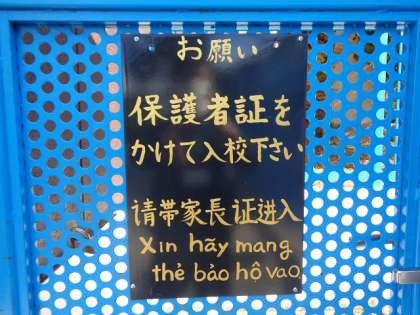 お願い
保護者証を
かけて入校下さい
请带家長证进入
Xin hãy mang
thẻ bảo hộ vao